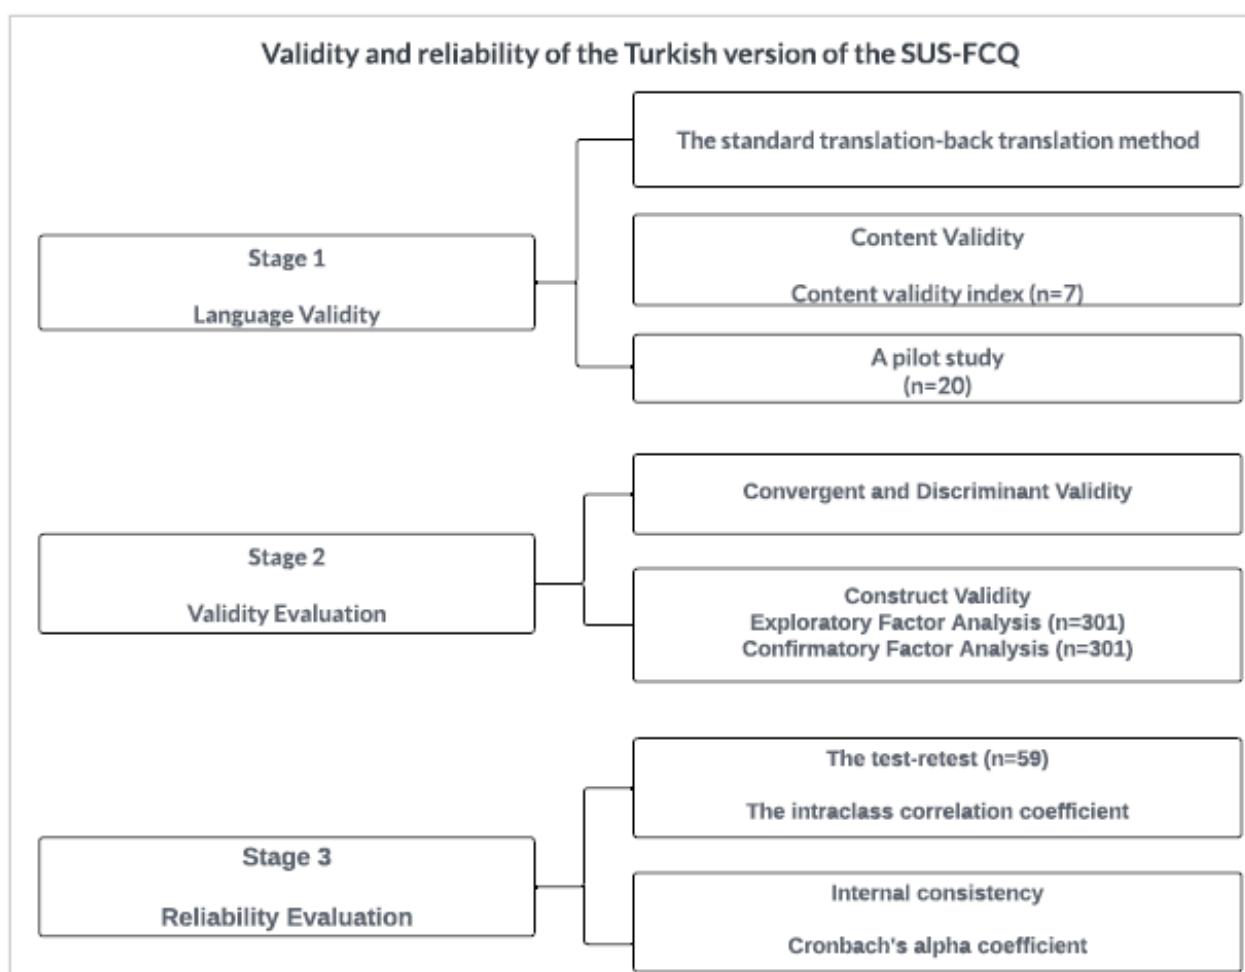 Validity and reliability of the Turkish version of the SUS-FCQ
Stage 1
Language Validity
The standard translation-back translation method
Content Validity
Content validity index (n=7)
A pilot study
(n=20)
Stage 2
Validity Evaluation
Convergent and Discriminant Validity
Construct Validity
Exploratory Factor Analysis (n=301)
Confirmatory Factor Analysis (n=301)
Stage 3
Reliability Evaluation
The test-retest (n=59)
The intraclass correlation coefficient
Internal consistency
Cronbach's alpha coefficient